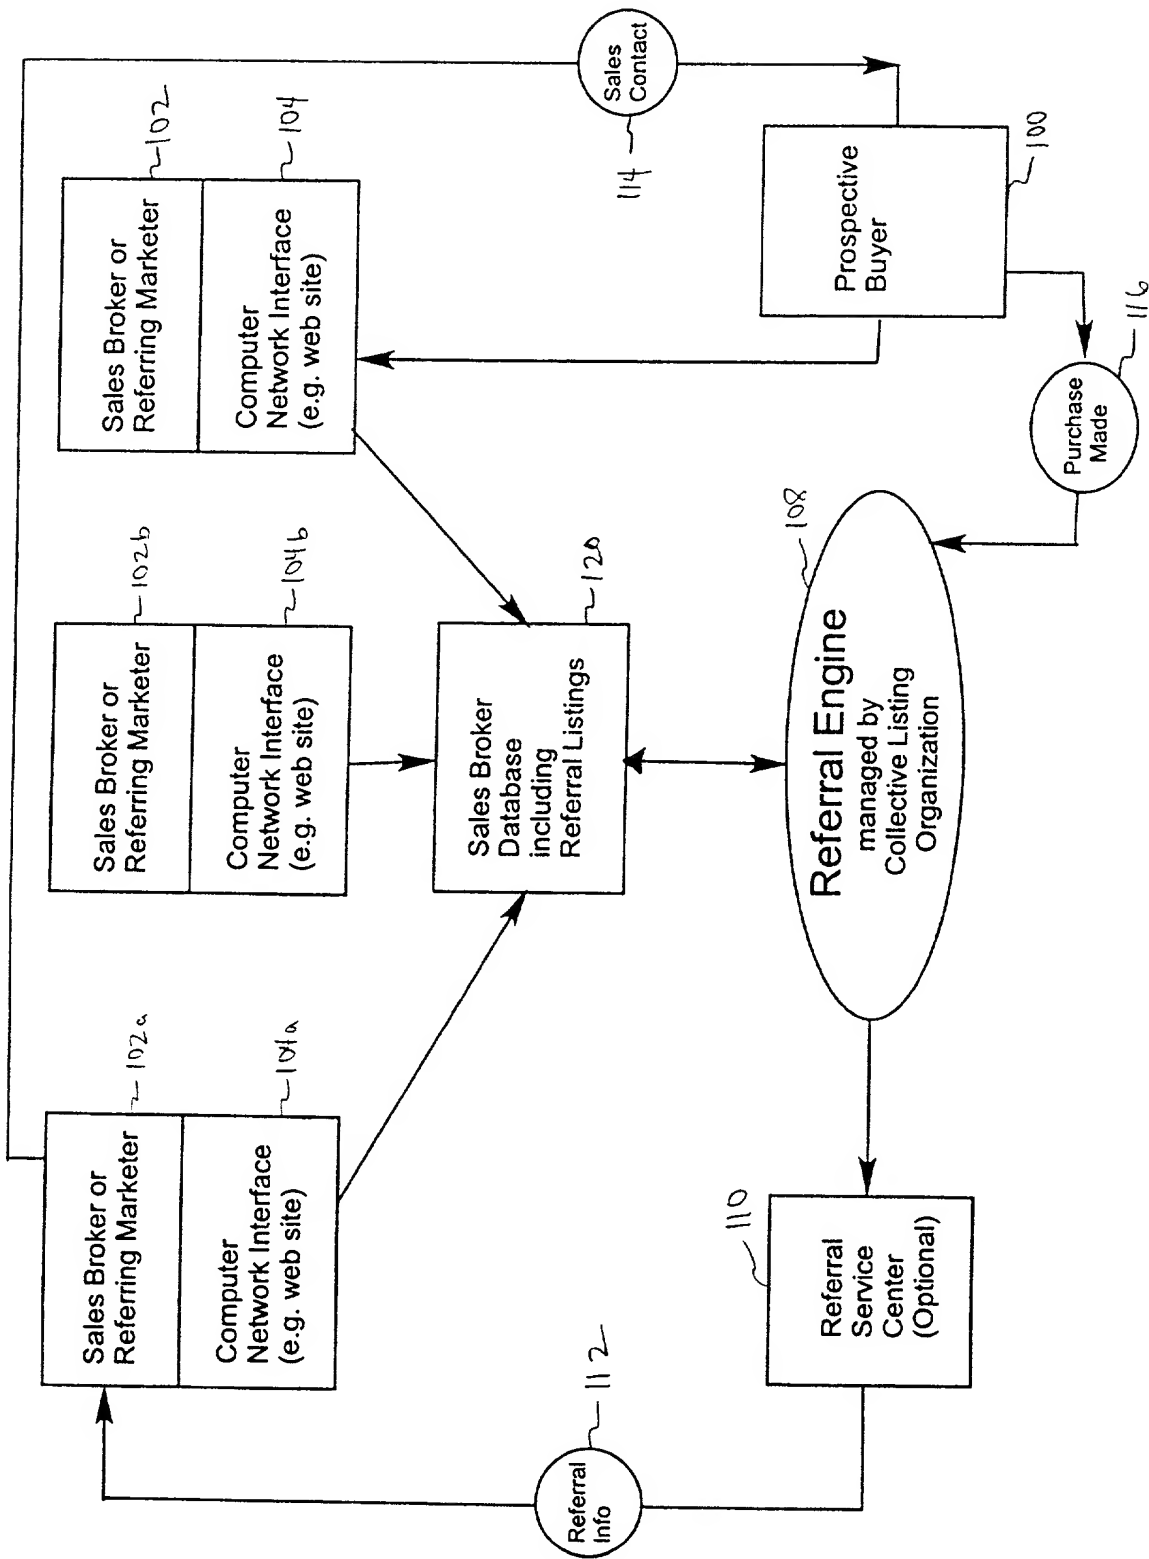 Sales Broker or
Referring Marketer
102a
Computer
Network Interface
(e.g. web site)
104a
Sales Broker or
Referring Marketer
102b
Computer
Network Interface
(e.g. web site)
104b
Sales Broker or
Referring Marketer
102
Computer
Network Interface
(e.g. web site)
104
Sales Broker
Database
including
Referral Listings
120
Sales
Contact
114
Referral
Info
112
Referral
Service
Center
(Optional)
110
Referral Engine
managed by
Collective Listing
Organization
108
Prospective
Buyer
100
Purchase
Made
116